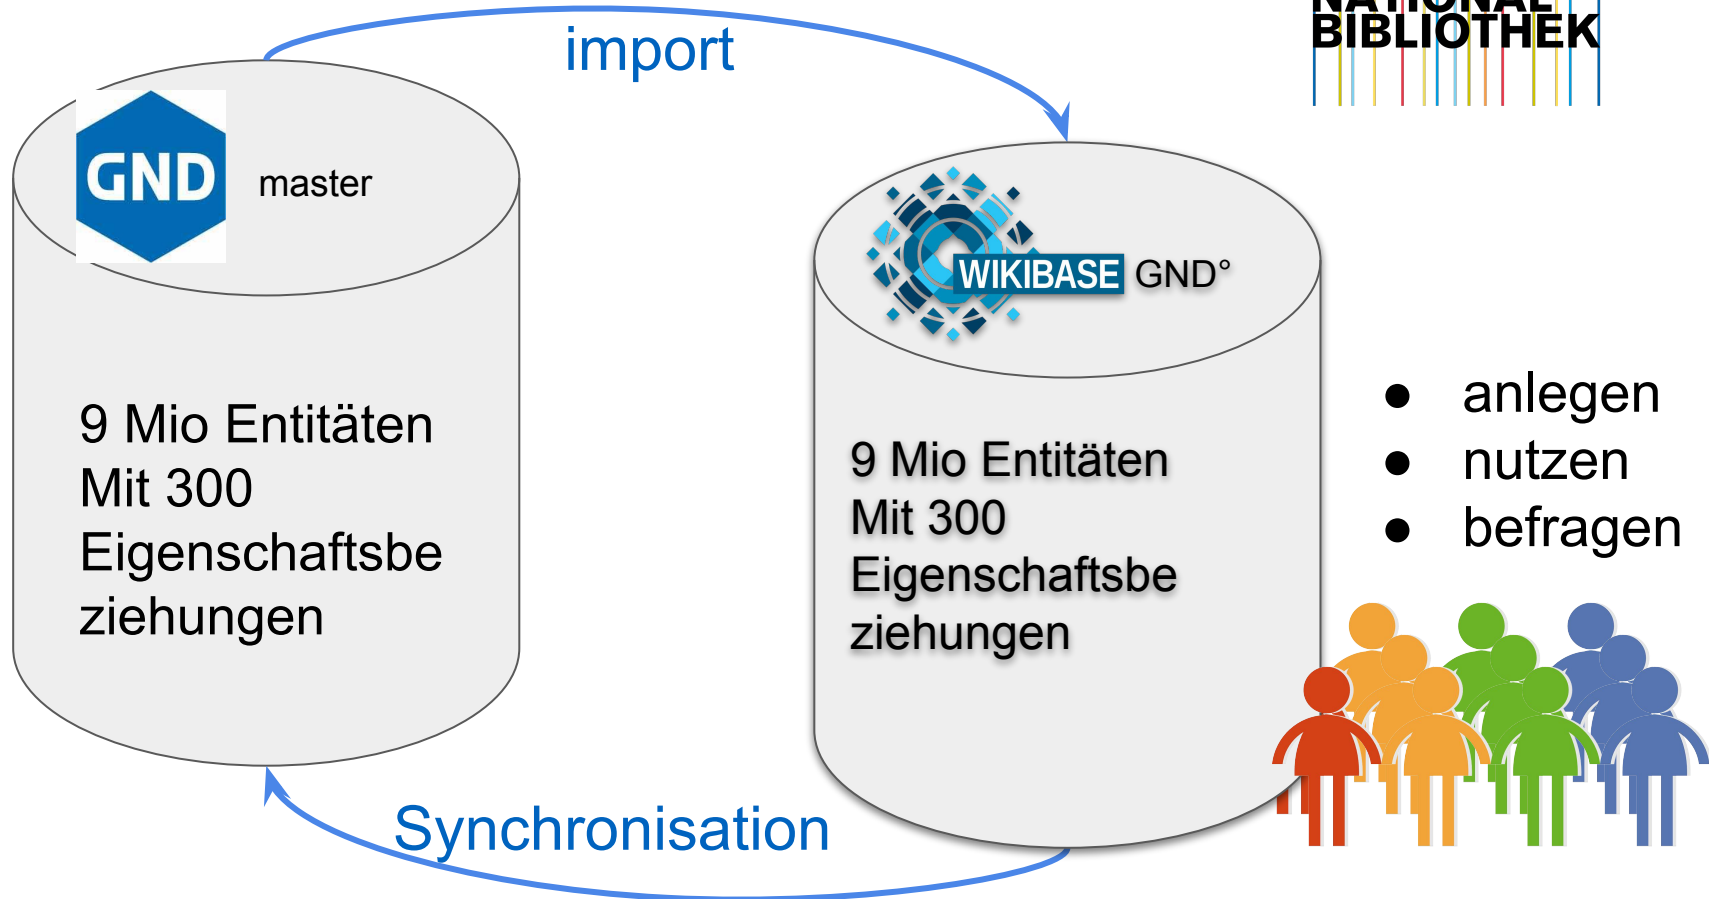 import
NATIONAL
BIBLIOTHEK
GND
master
WIKIBASE GND°
9 Mio Entitäten
Mit 300
Eigenschaftsbe
ziehungen
9 Mio Entitäten
Mit 300
Eigenschaftsbe
ziehungen
● anlegen
● nutzen
● befragen
Synchronisation